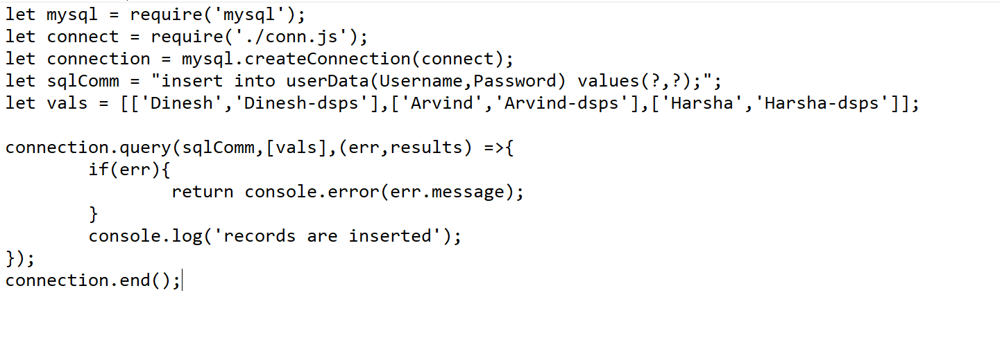 let mysql = require('mysql');
let connect = require('./conn.js');
let connection = mysql.createConnection(connect);
let sqlComm = "insert into userData(Username,Password) values(?,?);";
let vals = [['Dinesh','Dinesh-dsps'],['Arvind','Arvind-dsps'],['Harsha','Harsha-dsps']];

connection.query(sqlComm,[vals],(err,results) =>{
        if(err){
                return console.error(err.message);
        }
        console.log('records are inserted');
});
connection.end();